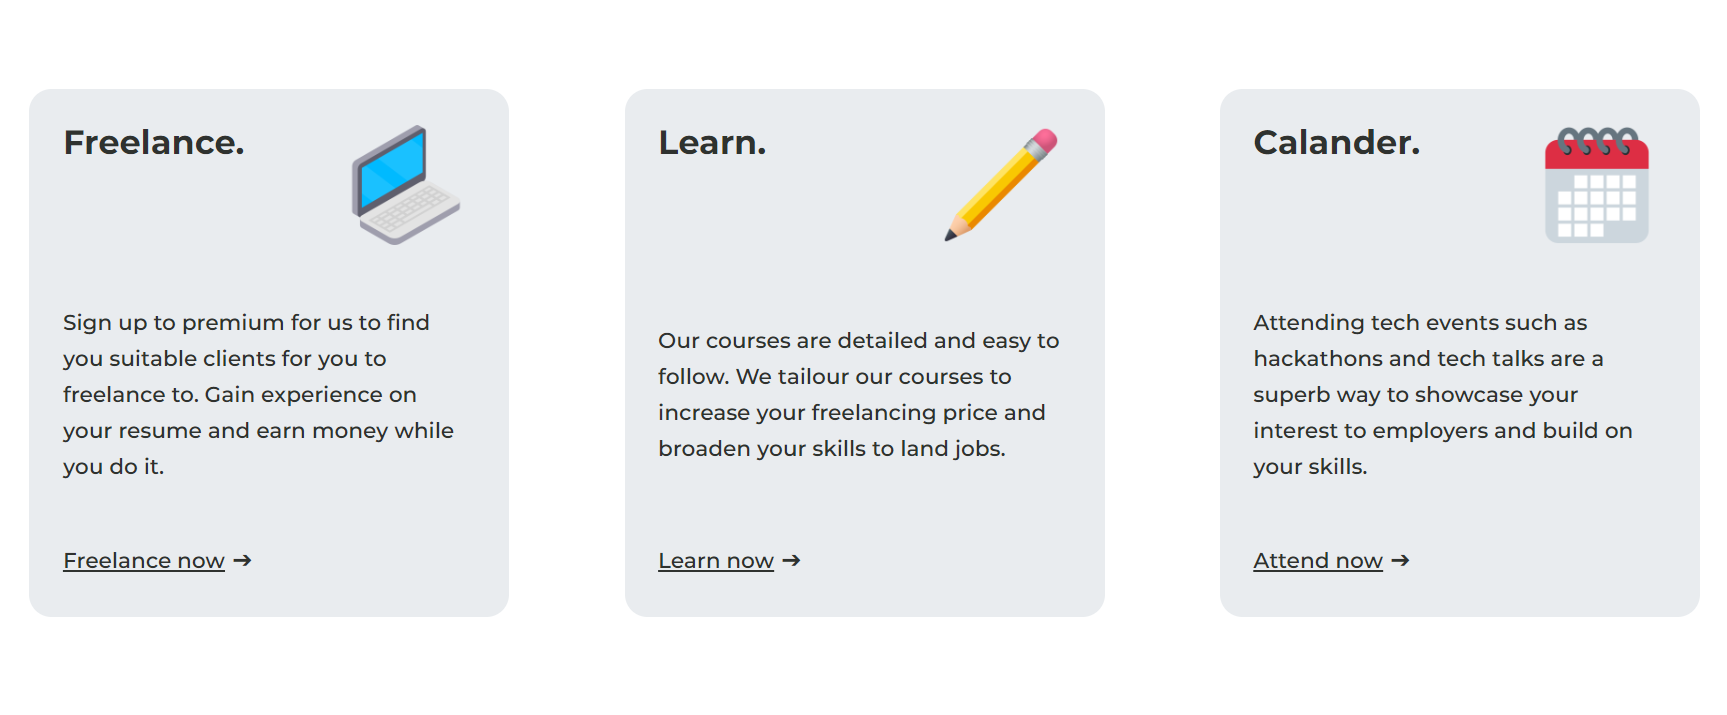 Freelance.
Sign up to premium for us to find
you suitable clients for you to
freelance to. Gain experience on
your resume and earn money while
you do it.
Freelance now ➔
Learn.
Our courses are detailed and easy to
follow. We tailour our courses to
increase your freelancing price and
broaden your skills to land jobs.
Learn now ➔
Calander.
Attending tech events such as
hackathons and tech talks are a
superb way to showcase your
interest to employers and build on
your skills.
Attend now ➔